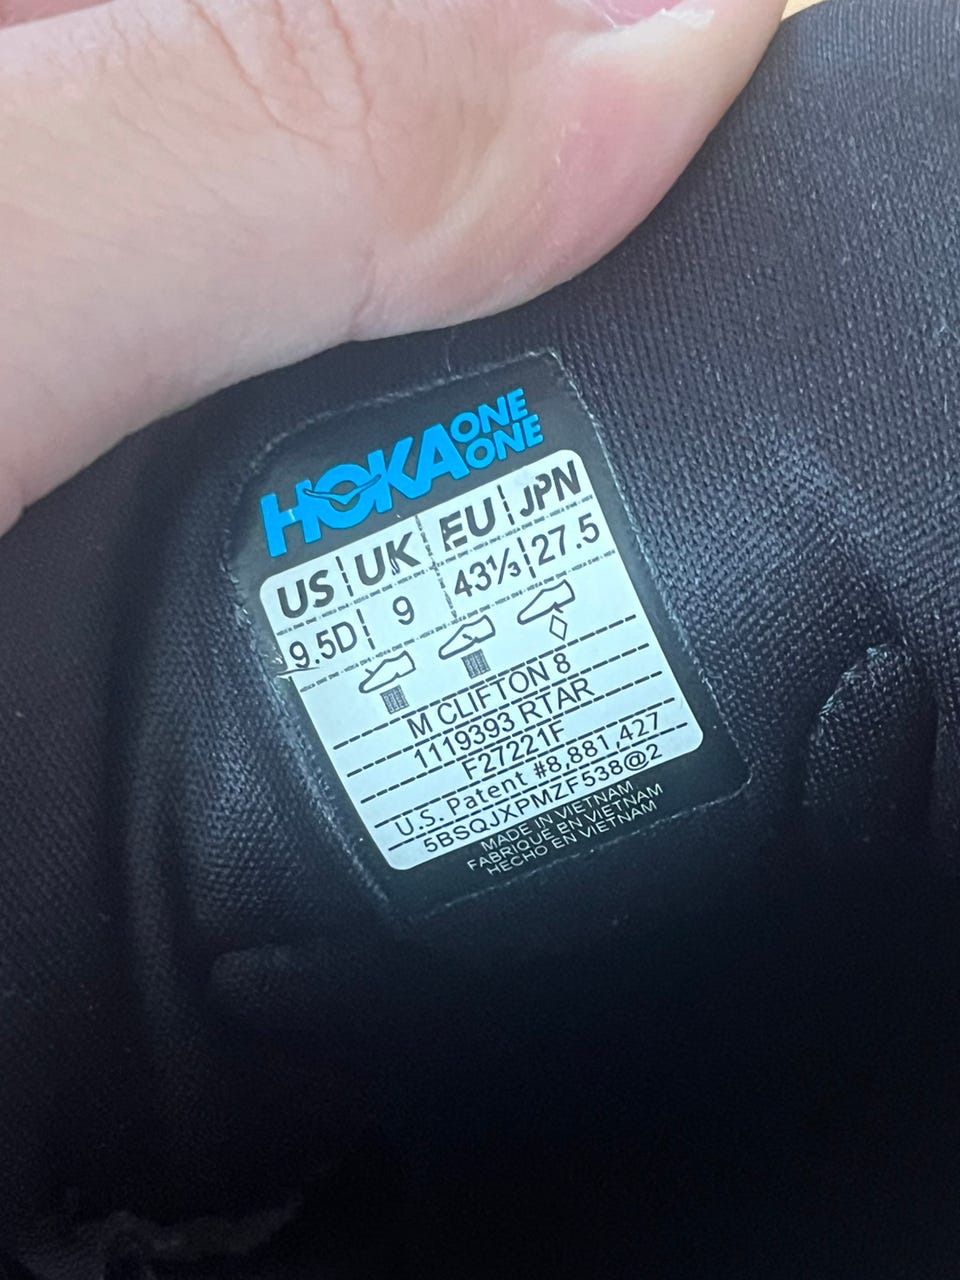 HOKA ONE ONE
US UK EU JPN
9.5D 9 43⅓ 27.5
M CLIFTON 8
1119393 RTAR
F27221F
U.S. Patent #8,881,427
5BSQJXPMZF538@2
MADE IN VIETNAM
FABRIQUE EN VIETNAM
HECHO EN VIETNAM